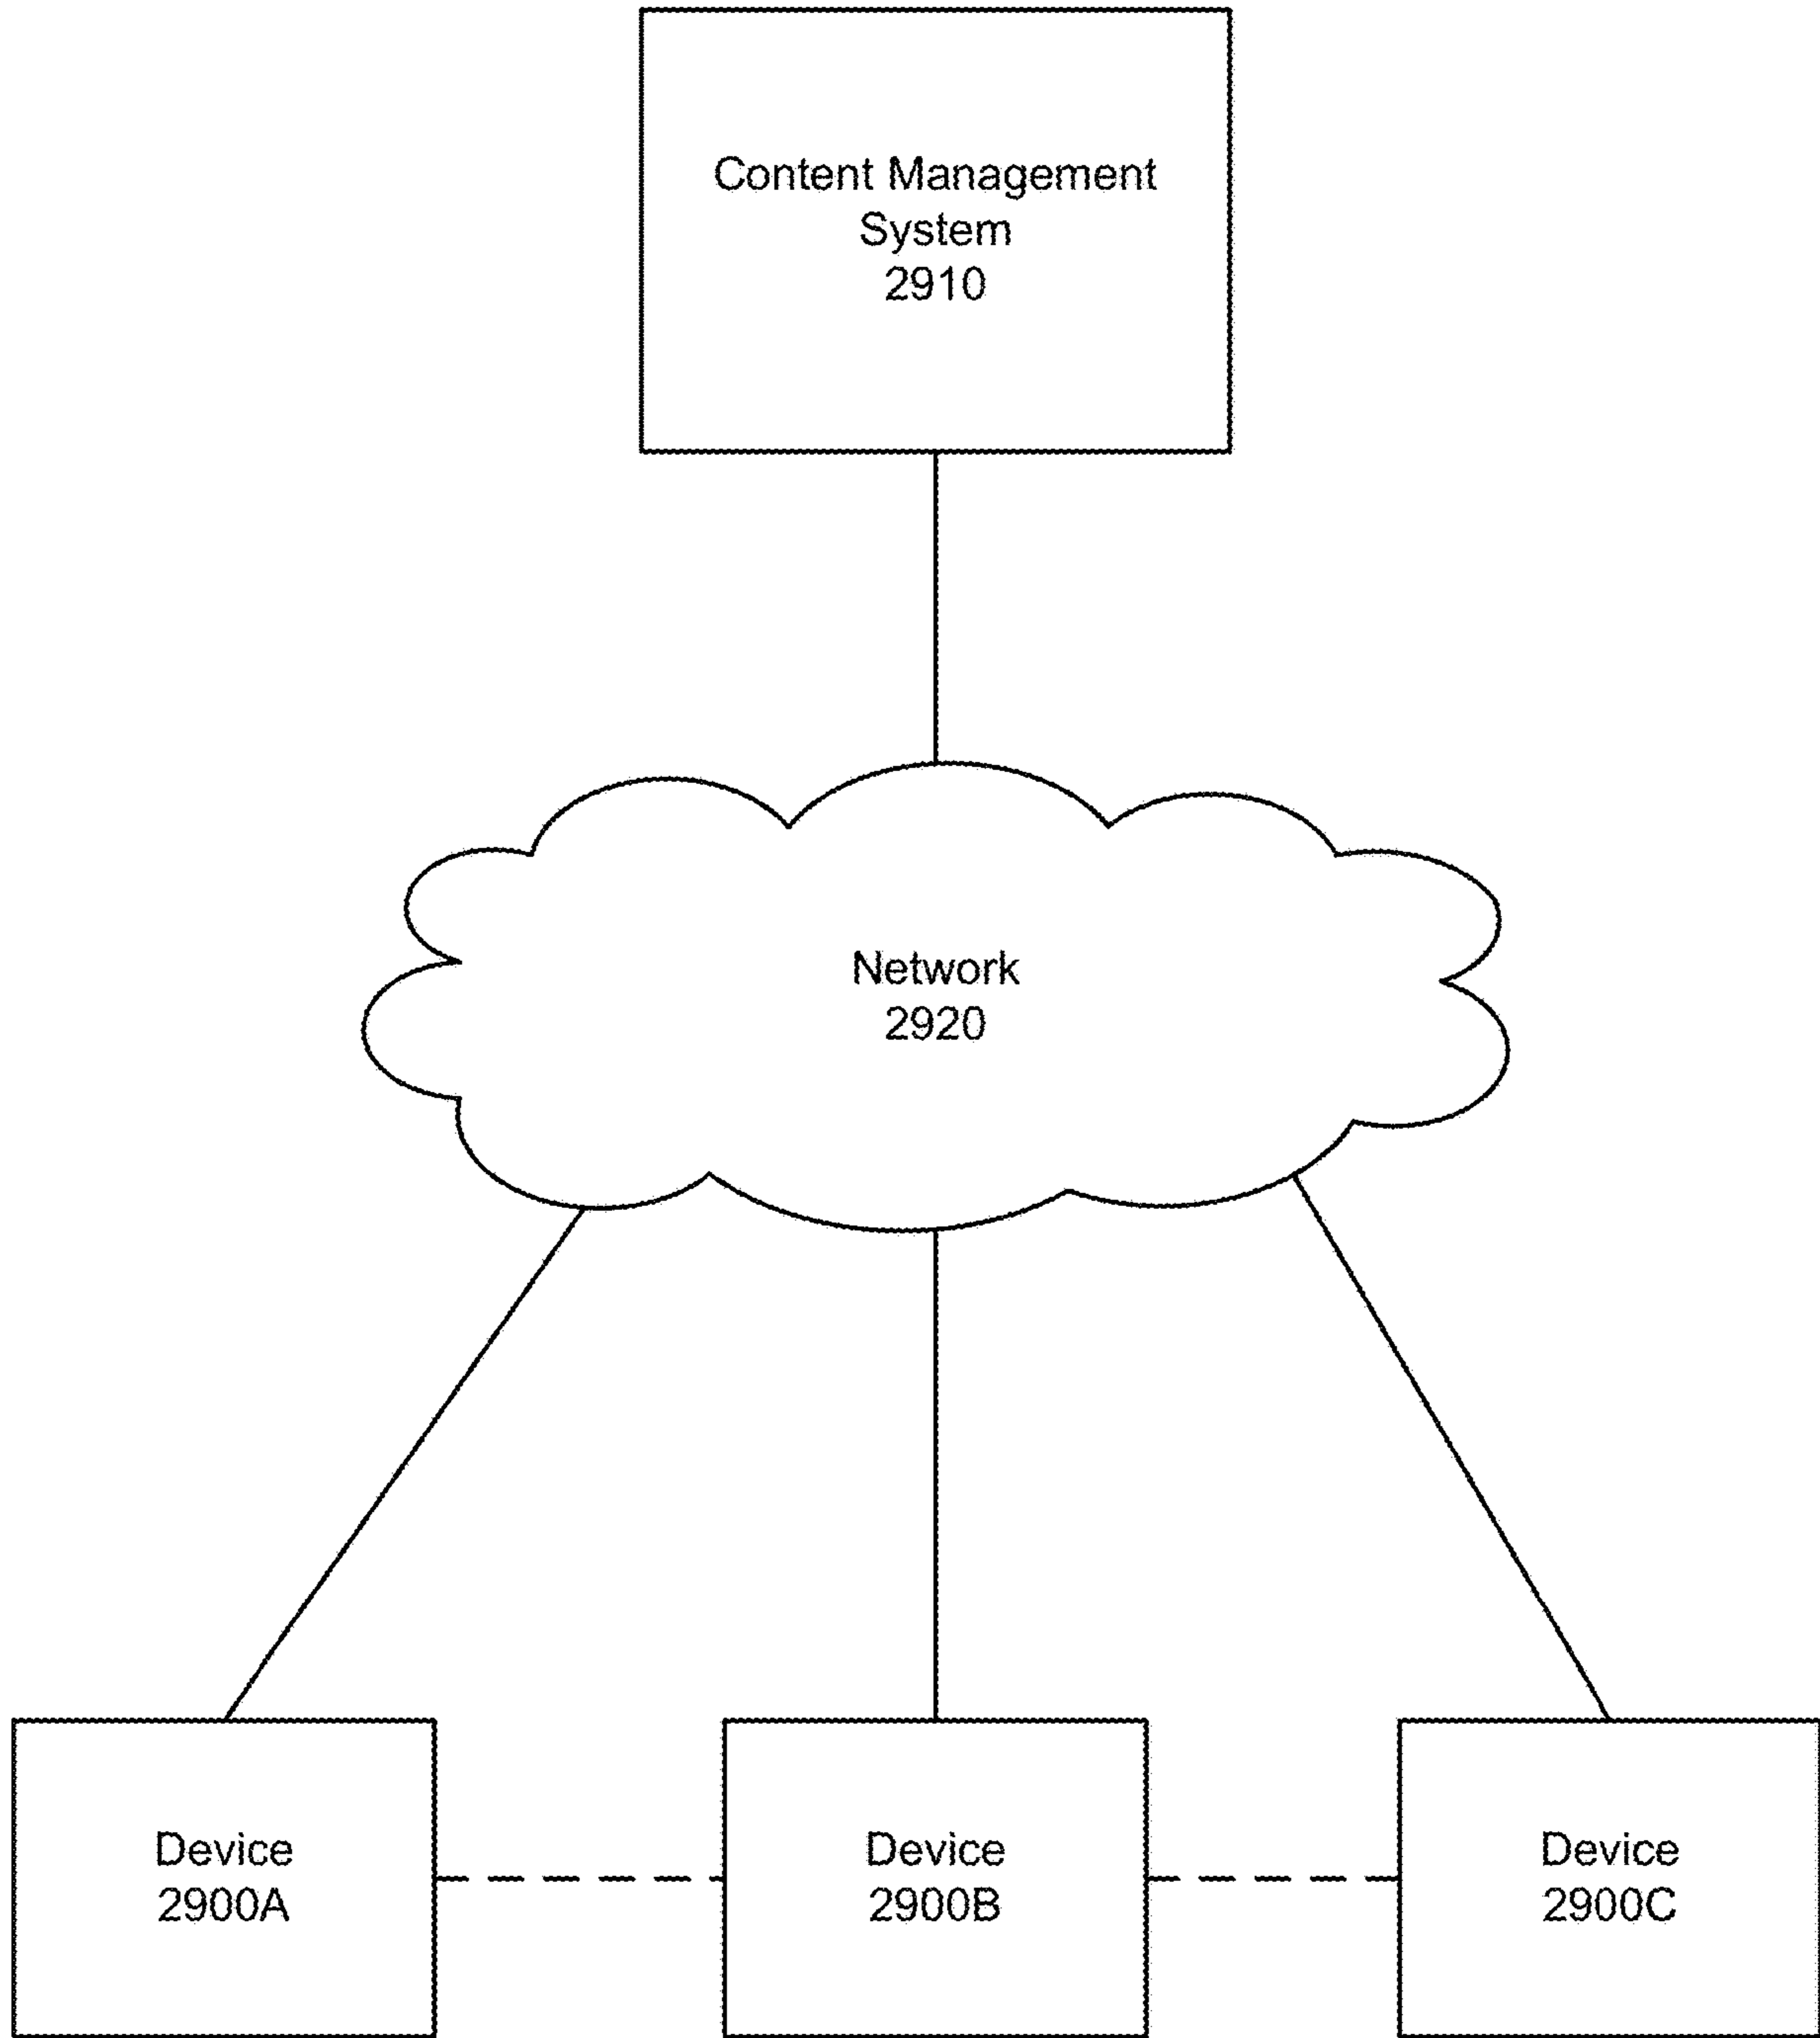 Content Management
System
2910
Network
2920
Device
2900A
Device
2900B
Device
2900C